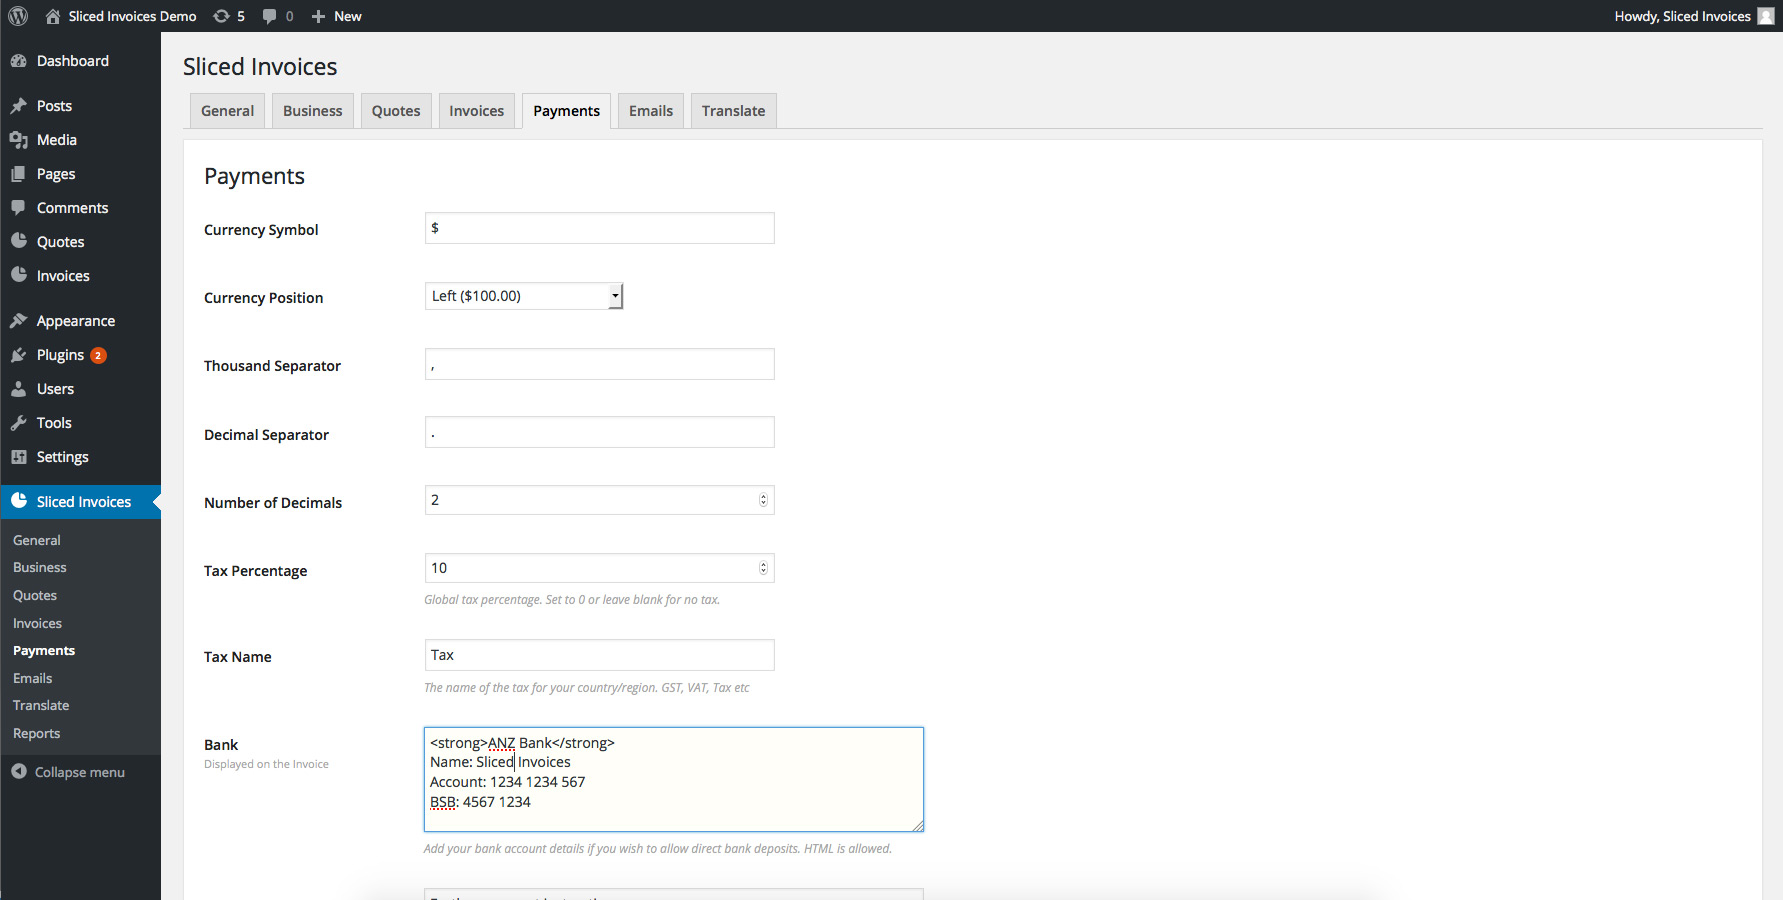 Sliced Invoices Demo 5 0 New Howdy, Sliced Invoices
Dashboard
Posts
Media
Pages
Comments
Quotes
Invoices
Appearance
Plugins 2
Users
Tools
Settings
Sliced Invoices
General
Business
Quotes
Invoices
Payments
Emails
Translate
Reports
Collapse menu
Sliced Invoices
General Business Quotes Invoices Payments Emails Translate
Payments
Currency Symbol $
Currency Position Left ($100.00)
Thousand Separator ,
Decimal Separator .
Number of Decimals 2
Tax Percentage 10
Global tax percentage. Set to 0 or leave blank for no tax.
Tax Name Tax
The name of the tax for your country/region. GST, VAT, Tax etc
Bank
Displayed on the Invoice
<strong>ANZ Bank</strong>
Name: Sliced Invoices
Account: 1234 1234 567
BSB: 4567 1234
Add your bank account details if you wish to allow direct bank deposits. HTML is allowed.